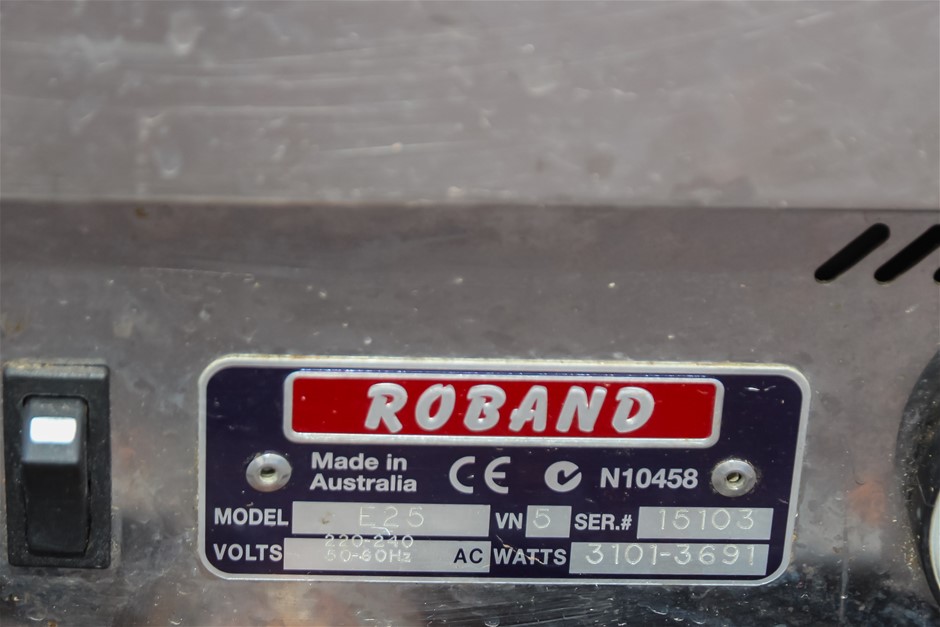 ROBAND
Made in
Australia
CE N10458
MODEL E25 VN 5 SER.# 15103
VOLTS 220-240
50-60Hz AC WATTS 3101-3691